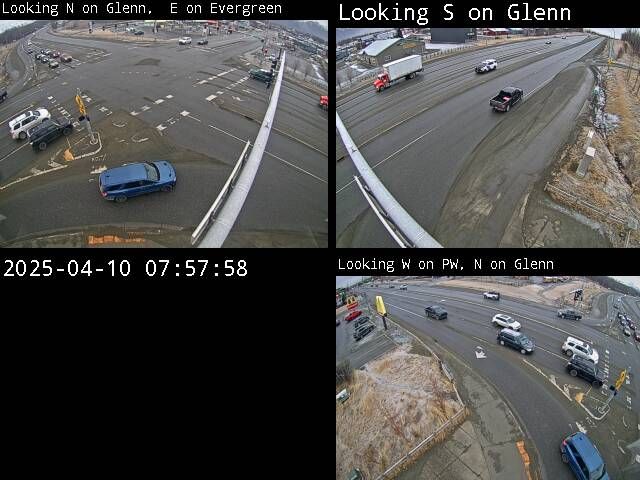 Looking N on Glenn,  E on Evergreen
Looking S on Glenn
2025-04-10 07:57:58
Looking W on PW, N on Glenn